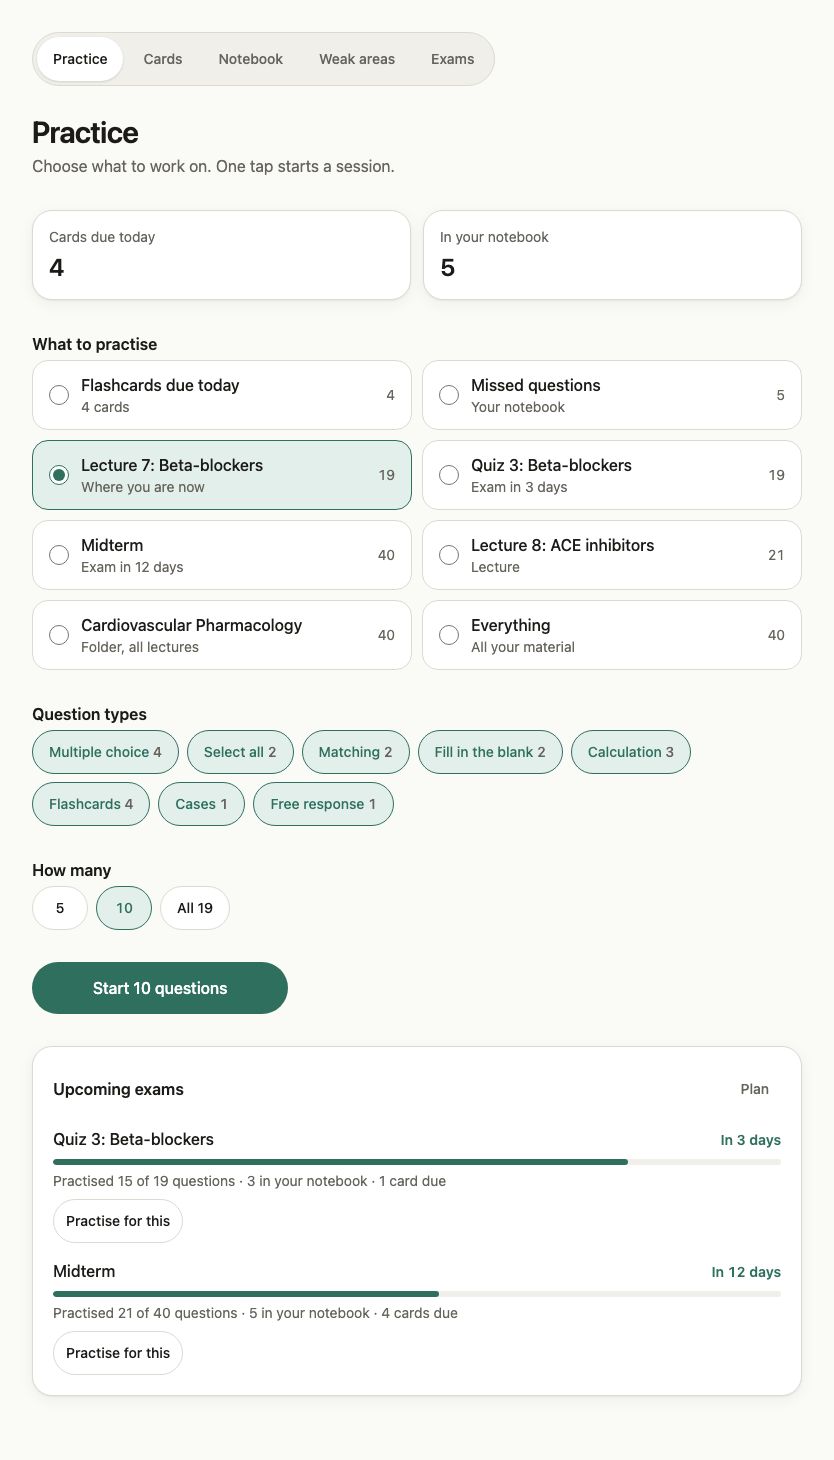 Practice Cards Notebook Weak areas Exams
Practice
Choose what to work on. One tap starts a session.
Cards due today
4
In your notebook
5
What to practise
Flashcards due today
4 cards
4
Missed questions
Your notebook
5
Lecture 7: Beta-blockers
Where you are now
19
Quiz 3: Beta-blockers
Exam in 3 days
19
Midterm
Exam in 12 days
40
Lecture 8: ACE inhibitors
Lecture
21
Cardiovascular Pharmacology
Folder, all lectures
40
Everything
All your material
40
Question types
Multiple choice 4 Select all 2 Matching 2 Fill in the blank 2 Calculation 3
Flashcards 4 Cases 1 Free response 1
How many
5 10 All 19
Start 10 questions
Upcoming exams Plan
Quiz 3: Beta-blockers In 3 days
Practised 15 of 19 questions · 3 in your notebook · 1 card due
Practise for this
Midterm In 12 days
Practised 21 of 40 questions · 5 in your notebook · 4 cards due
Practise for this